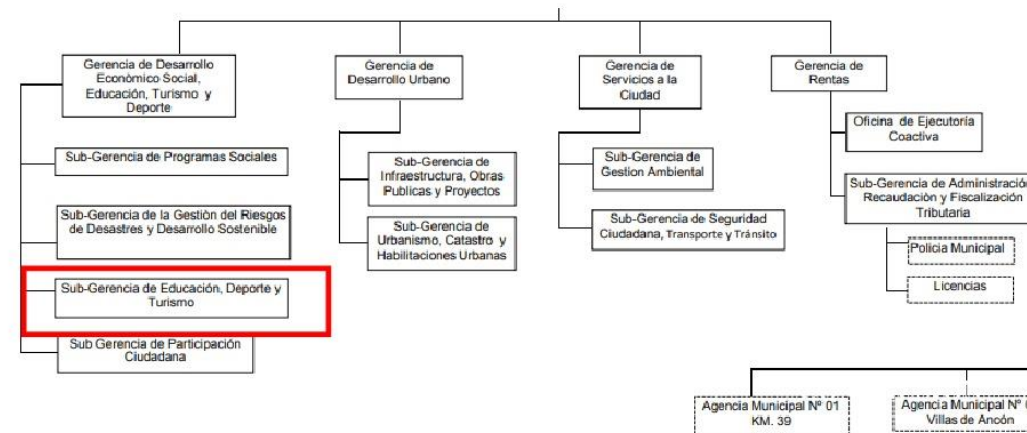 Gerencia de Desarrollo
Económico Social,
Educación, Turismo y
Deporte
Sub-Gerencia de Programas Sociales
Sub-Gerencia de la Gestión del Riesgos
de Desastres y Desarrollo Sostenible
Sub-Gerencia de Educación, Deporte y
Turismo
Sub Gerencia de Participación
Ciudadana
Gerencia de
Desarrollo Urbano
Sub-Gerencia de
Infraestructura, Obras
Publicas y Proyectos
Sub-Gerencia de
Urbanismo, Catastro y
Habilitaciones Urbanas
Gerencia de
Servicios a la
Ciudad
Sub-Gerencia de
Gestion Ambiental
Sub-Gerencia de Seguridad
Ciudadana, Transporte y Tránsito
Gerencia de
Rentas
Oficina de Ejecutoría
Coactiva
Sub-Gerencia de Administración
Recaudación y Fiscalización
Tributaria
Policia Municipal
Licencias
Agencia Municipal Nº 01
KM. 39
Agencia Municipal Nº
Villas de Ancón